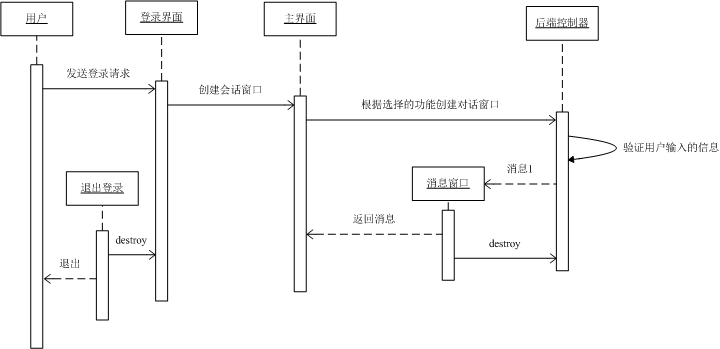 用户
登录界面
主界面
后端控制器
发送登录请求
创建会话窗口
根据选择的功能创建对话窗口
验证用户输入的信息
消息1
退出登录
消息窗口
返回消息
destroy
destroy
退出